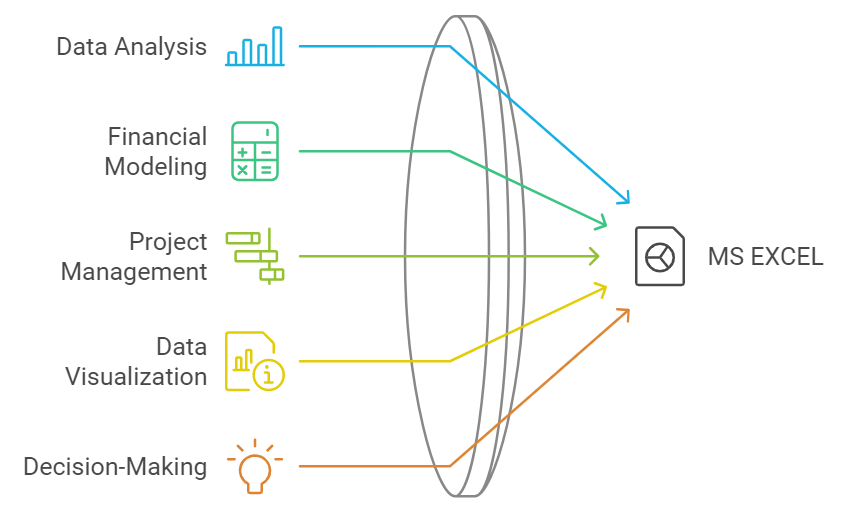 Data Analysis
Financial
Modeling
Project
Management
MS EXCEL
Data
Visualization
Decision-Making